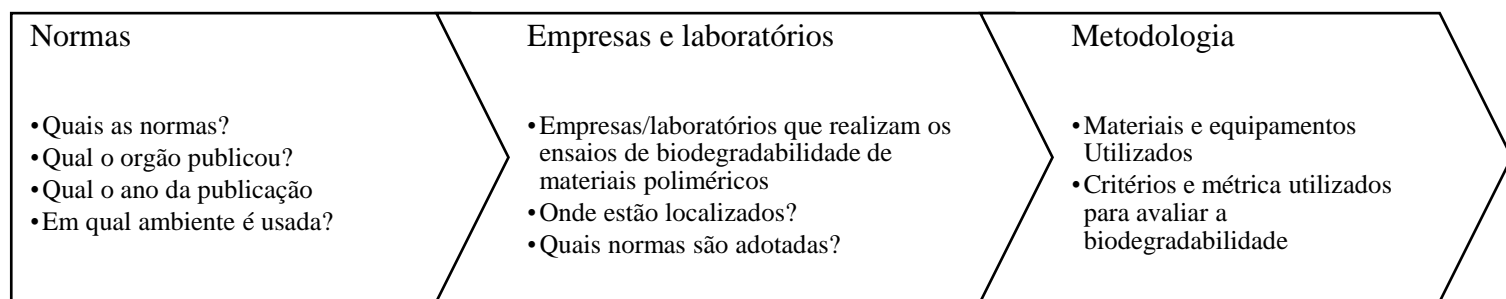 Normas
•Quais as normas?
•Qual o orgão publicou?
•Qual o ano da publicação
•Em qual ambiente é usada?
Empresas e laboratórios
•Empresas/laboratórios que realizam os
ensaios de biodegradabilidade de
materiais poliméricos
•Onde estão localizados?
•Quais normas são adotadas?
Metodologia
•Materiais e equipamentos
Utilizados
•Critérios e métrica utilizados
para avaliar a
biodegradabilidade